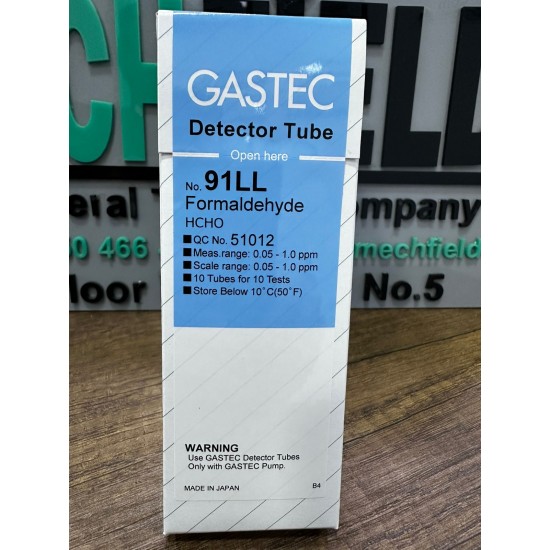 CH IELD
GASTEC
Detector Tube
Open here
No. 91LL
Formaldehyde
HCHO
■ QC No. 51012
■ Meas.range: 0.05 - 1.0 ppm
■ Scale range: 0.05 - 1.0 ppm
■ 10 Tubes for 10 Tests
■ Store Below 10˚C(50˚F)
WARNING
Use GASTEC Detector Tubes
Only with GASTEC Pump.
MADE IN JAPAN B4
eral T ompany
0 466 mechfield
loor No.5